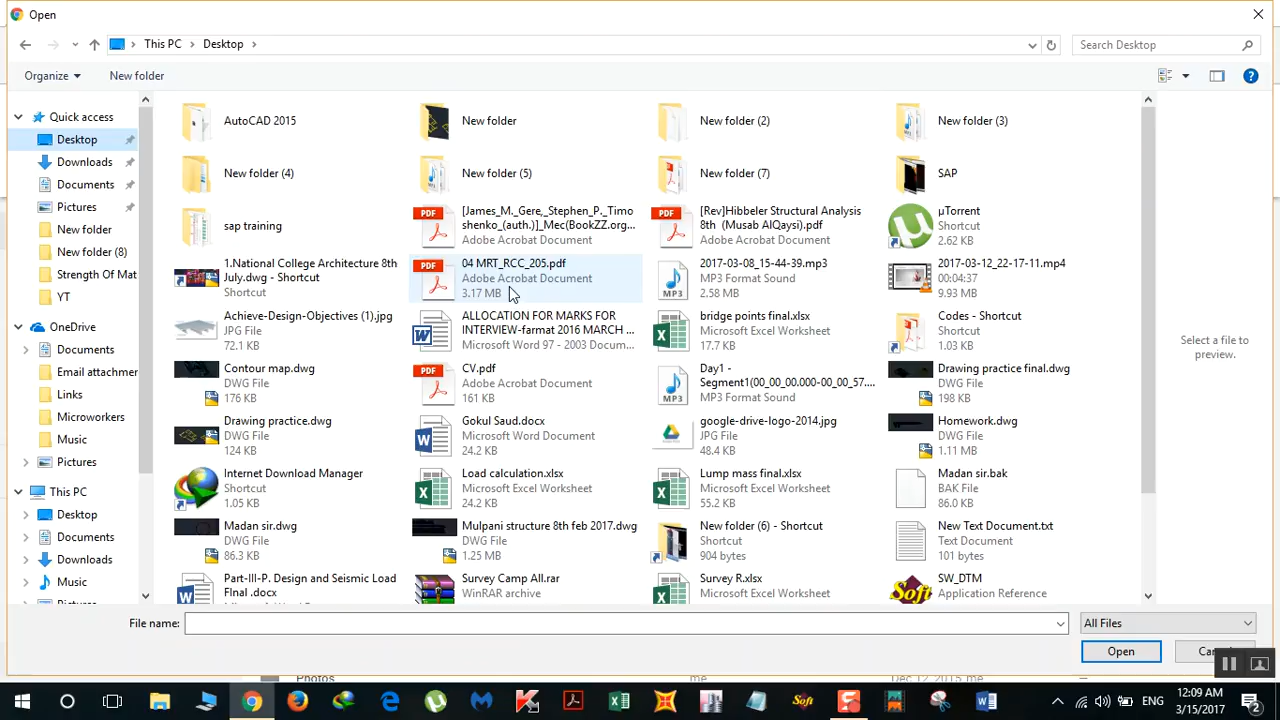 Open
This PC
Desktop
Search Desktop
Organize
New folder
Quick access
Desktop
Downloads
Documents
Pictures
New folder
New folder (8)
Strength Of Mat
YT
OneDrive
Documents
Email attachmer
Links
Microworkers
Music
Pictures
This PC
Desktop
Documents
Downloads
Music
AutoCAD 2015
New folder
New folder (2)
New folder (3)
New folder (4)
New folder (5)
New folder (7)
SAP
sap training
PDF
[James_M._Gere,_Stephen_P._Timo
shenko_(auth.)]_Mec(BookZZ.org...
Adobe Acrobat Document
PDF
[Rev]Hibbeler Structural Analysis
8th (Musab AlQaysi).pdf
Adobe Acrobat Document
µTorrent
Shortcut
2.62 KB
1.National College Architecture 8th
July.dwg - Shortcut
Shortcut
PDF
04 MRT_RCC_205.pdf
Adobe Acrobat Document
3.17 MB
MP3
2017-03-08_15-44-39.mp3
MP3 Format Sound
2.58 MB
2017-03-12_22-17-11.mp4
00:04:37
9.93 MB
Achieve-Design-Objectives (1).jpg
JPG File
72.1 KB
ALLOCATION FOR MARKS FOR
INTERVIEW-format 2016 MARCH ...
Microsoft Word 97 - 2003 Docum...
bridge points final.xlsx
Microsoft Excel Worksheet
17.7 KB
Codes - Shortcut
Shortcut
1.03 KB
Contour map.dwg
DWG File
176 KB
PDF
CV.pdf
Adobe Acrobat Document
161 KB
MP3
Day1 -
Segment1(00_00_00.000-00_00_57....
MP3 Format Sound
Drawing practice final.dwg
DWG File
198 KB
Drawing practice.dwg
DWG File
124 KB
Gokul Saud.docx
Microsoft Word Document
24.2 KB
google-drive-logo-2014.jpg
JPG File
48.4 KB
Homework.dwg
DWG File
1.11 MB
Internet Download Manager
Shortcut
1.05 KB
Load calculation.xlsx
Microsoft Excel Worksheet
24.2 KB
Lump mass final.xlsx
Microsoft Excel Worksheet
55.2 KB
Madan sir.bak
BAK File
86.0 KB
Madan sir.dwg
DWG File
86.3 KB
Mulpani structure 8th feb 2017.dwg
DWG File
1.25 MB
New folder (6) - Shortcut
Shortcut
904 bytes
New Text Document.txt
Text Document
101 bytes
Part-III-P. Design and Seismic Load
FInal .docx
Survey Camp All.rar
WinRAR archive
Survey R.xlsx
Microsoft Excel Worksheet
Soft
SW_DTM
Application Reference
Select a file to
preview.
File name:
All Files
Open
Photos
me
Dec 12, 2015 me
Soft
ENG
12:09 AM
3/15/2017
2